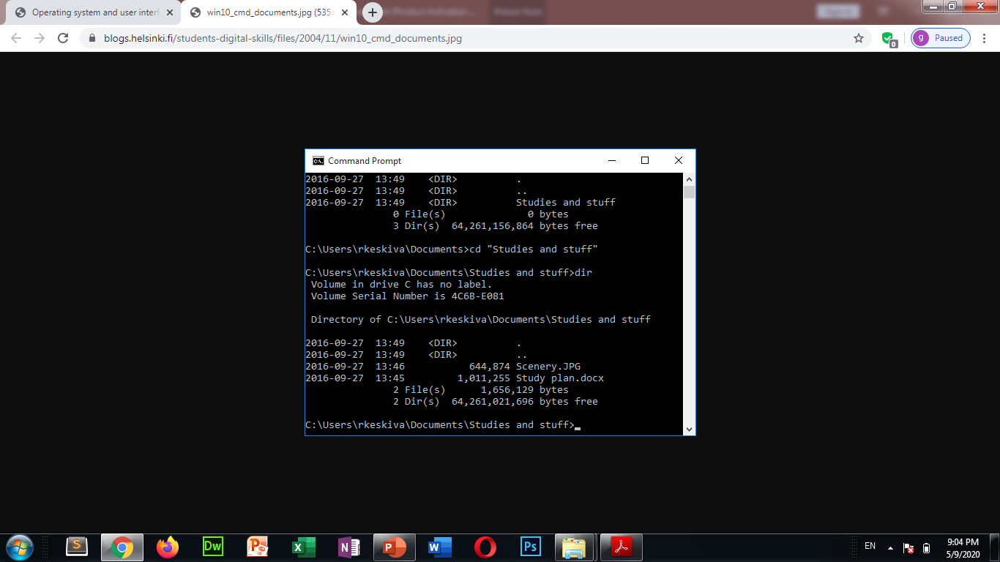 Operating system and user interf
win10_cmd_documents.jpg (535
blogs.helsinki.fi/students-digital-skills/files/2004/11/win10_cmd_documents.jpg
0
g Paused
Command Prompt
2016-09-27  13:49    <DIR>          .
2016-09-27  13:49    <DIR>          ..
2016-09-27  13:49    <DIR>          Studies and stuff
               0 File(s)              0 bytes
               3 Dir(s)  64,261,156,864 bytes free
C:\Users\rkeskiva\Documents>cd "Studies and stuff"
C:\Users\rkeskiva\Documents\Studies and stuff>dir
 Volume in drive C has no label.
 Volume Serial Number is 4C6B-E081
 Directory of C:\Users\rkeskiva\Documents\Studies and stuff
2016-09-27  13:49    <DIR>          .
2016-09-27  13:49    <DIR>          ..
2016-09-27  13:46           644,874 Scenery.JPG
2016-09-27  13:45         1,011,255 Study plan.docx
               2 File(s)      1,656,129 bytes
               2 Dir(s)  64,261,021,696 bytes free
C:\Users\rkeskiva\Documents\Studies and stuff>_
S
Dw
P
X
N
P
W
Ps
EN
9:04 PM
5/9/2020